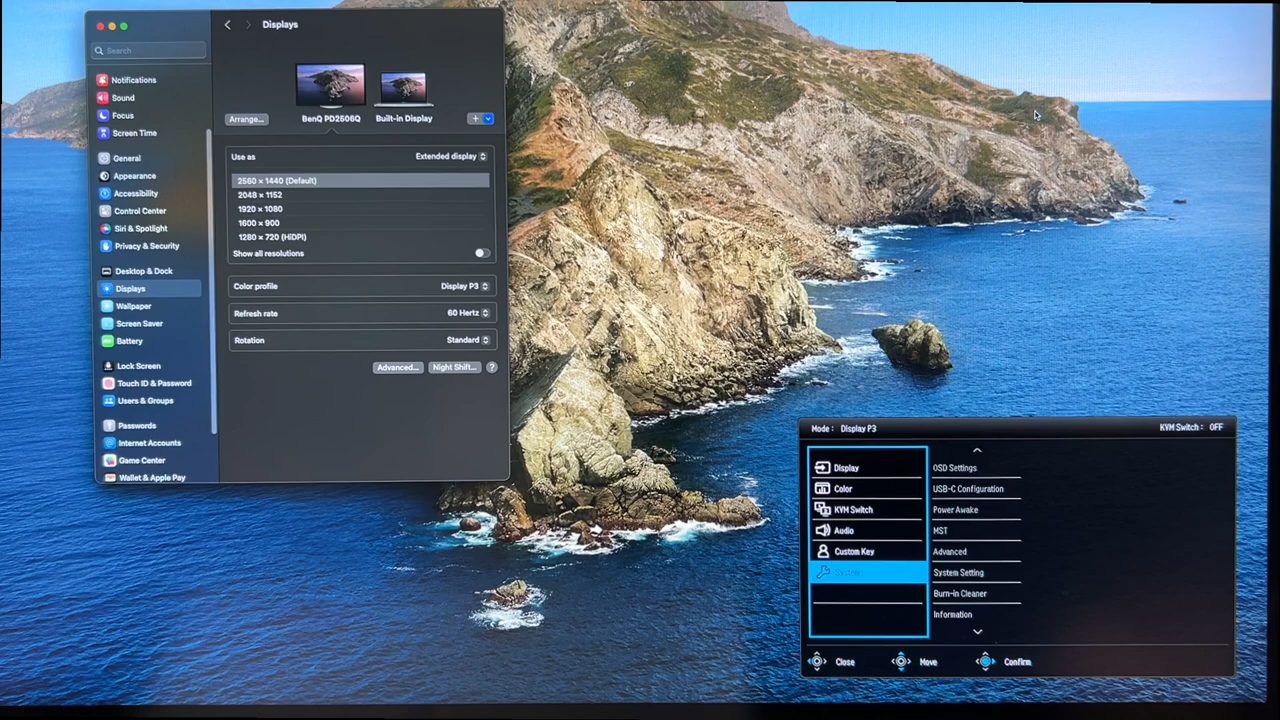 Displays
Search
Notifications
Sound
Focus
Screen Time
General
Appearance
Accessibility
Control Center
Siri & Spotlight
Privacy & Security
Desktop & Dock
Displays
Wallpaper
Screen Saver
Battery
Lock Screen
Touch ID & Password
Users & Groups
Passwords
Internet Accounts
Game Center
Wallet & Apple Pay
Arrange...
BenQ PD2506Q
Built-in Display
Use as
Extended display
2560 × 1440 (Default)
2048 × 1152
1920 × 1080
1600 × 900
1280 × 720 (HiDPI)
Show all resolutions
Color profile
Display P3
Refresh rate
60 Hertz
Rotation
Standard
Advanced...
Night Shift...
?
Mode : Display P3
KVM Switch : OFF
Display
Color
KVM Switch
Audio
Custom Key
System
OSD Settings
USB-C Configuration
Power Awake
MST
Advanced
System Setting
Burn-in Cleaner
Information
Close
Move
Confirm